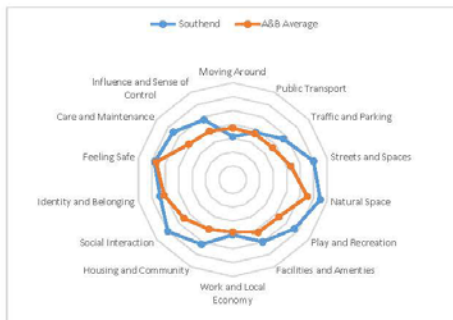 Southend
A&B Average
Moving Around
Public Transport
Traffic and Parking
Streets and Spaces
Natural Space
Play and Recreation
Facilities and Amenties
Work and Local
Economy
Housing and Community
Social Interaction
Identity and Belonging
Feeling Safe
Care and Maintenance
Influence and Sense of
Control